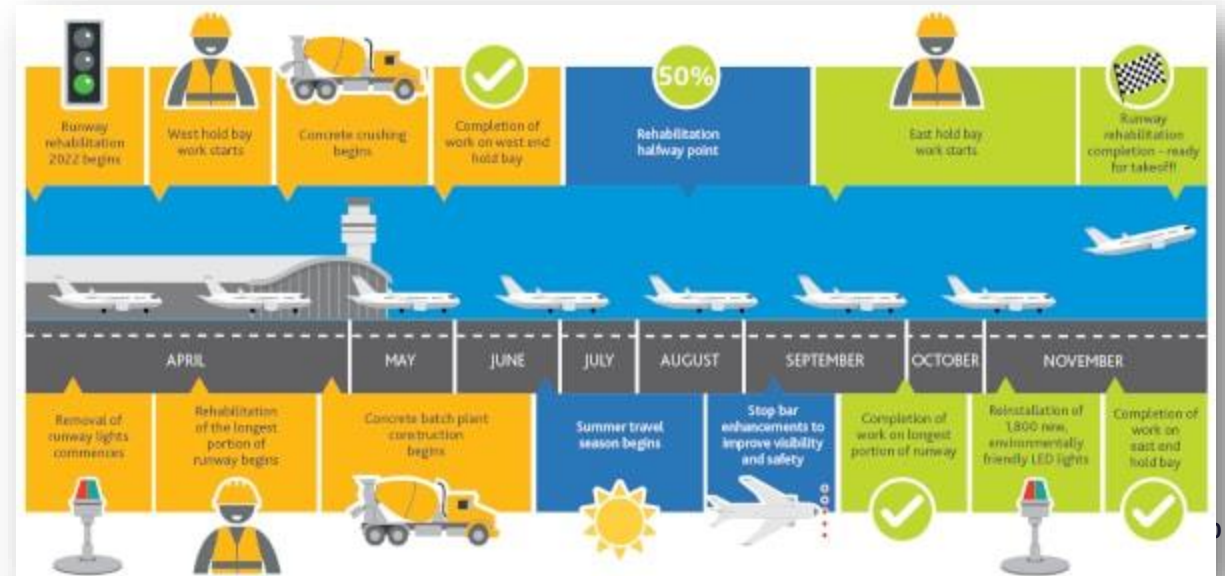 Runway
rehabilitation
2022 begins
West hold bay
work starts
Concrete crushing
begins
Completion of
work on west end
hold bay
50%
Rehabilitation
halfway point
East hold bay
work starts
Runway
rehabilitation
completion – ready
for takeoff!
APRIL
MAY
JUNE
JULY
AUGUST
SEPTEMBER
OCTOBER
NOVEMBER
Removal of
runway lights
commences
Rehabilitation
of the longest
portion of
runway begins
Concrete batch plant
construction
begins
Summer travel
season begins
Stop bar
enhancements to
improve visibility
and safety
Completion of
work on longest
portion of runway
Reinstallation of
1,800 new,
environmentally
friendly LED lights
Completion of
work on
east end
hold bay